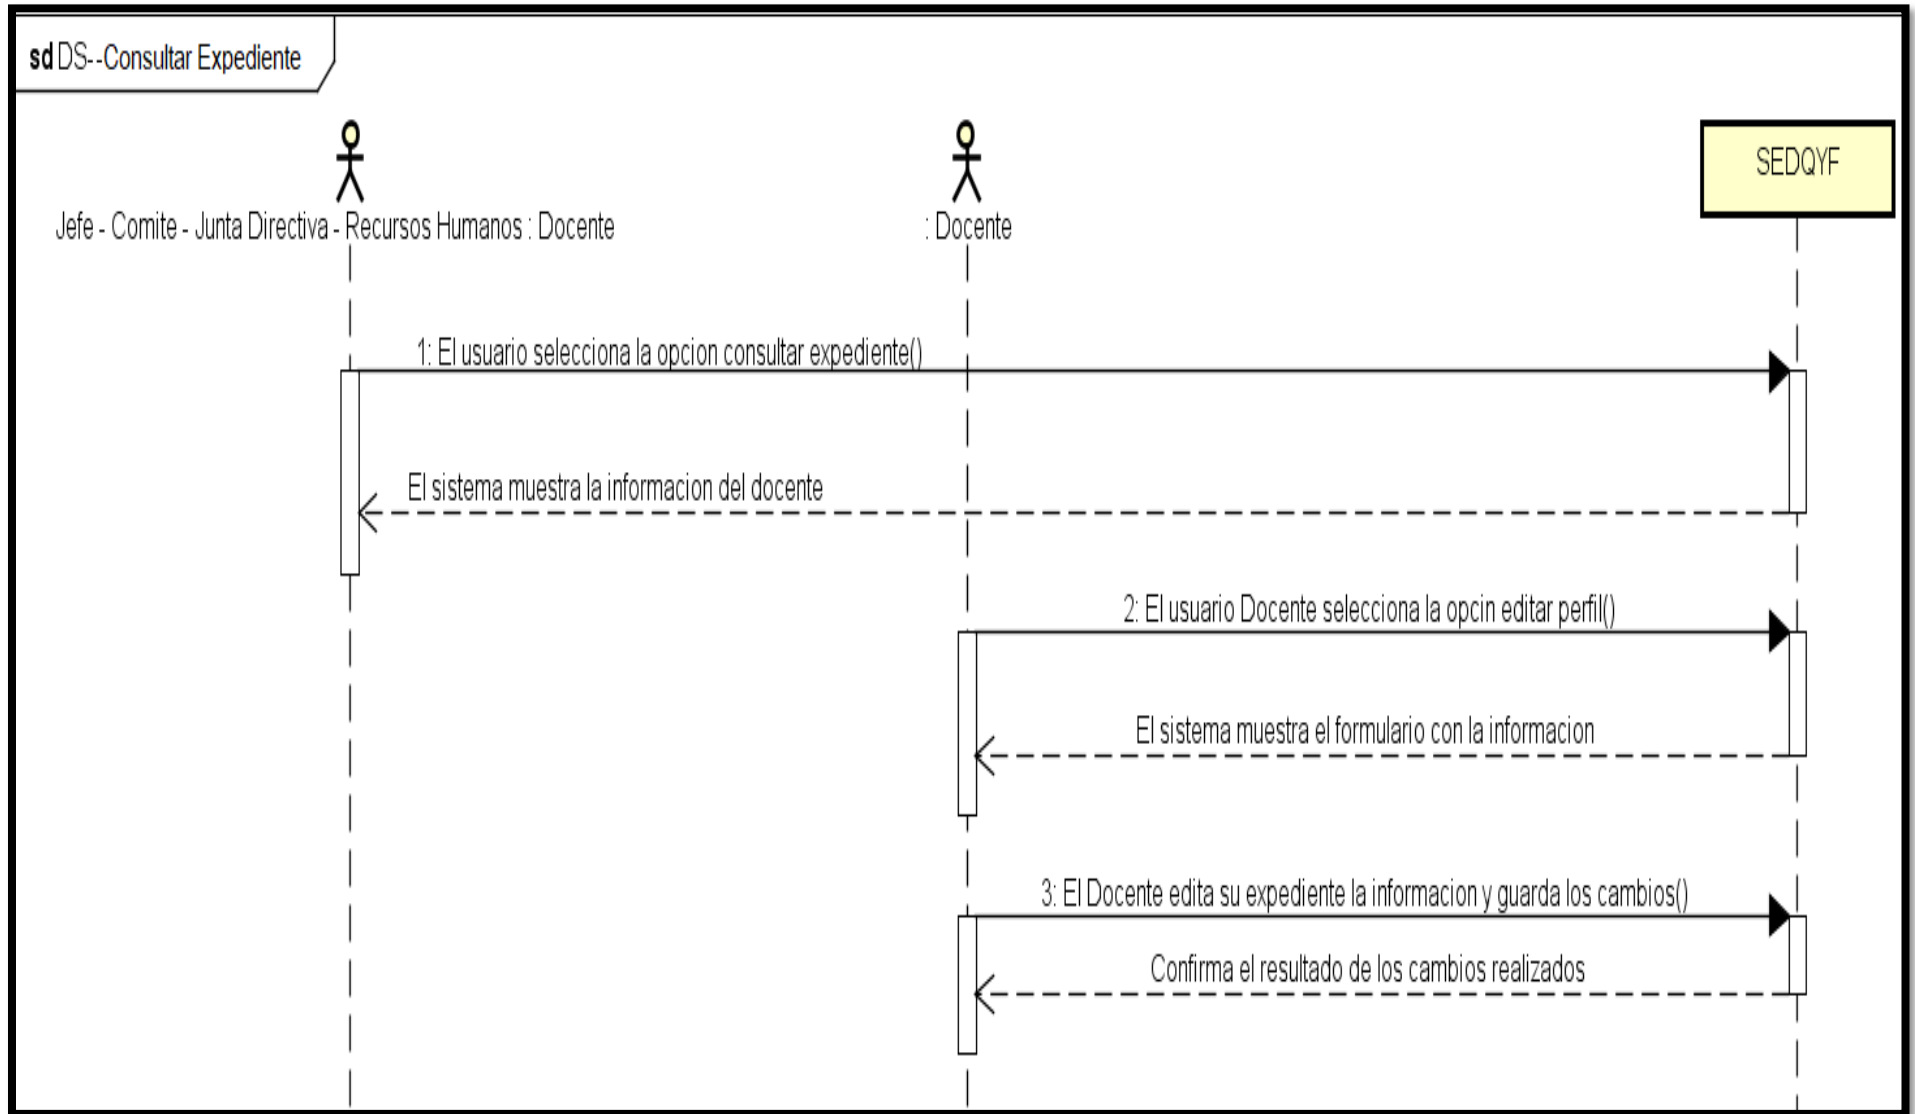 sd DS--Consultar Expediente
SEDQYF
Jefe - Comite - Junta Directiva - Recursos Humanos : Docente
: Docente
1: El usuario selecciona la opcion consultar expediente()
El sistema muestra la informacion del docente
2: El usuario Docente selecciona la opcin editar perfil()
El sistema muestra el formulario con la informacion
3: El Docente edita su expediente la informacion y guarda los cambios()
Confirma el resultado de los cambios realizados